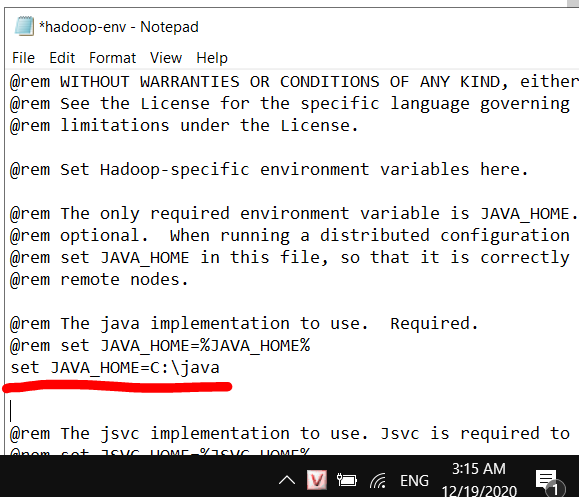 *hadoop-env - Notepad
File Edit Format View Help
@rem WITHOUT WARRANTIES OR CONDITIONS OF ANY KIND, either
@rem See the License for the specific language governing
@rem limitations under the License.
@rem Set Hadoop-specific environment variables here.
@rem The only required environment variable is JAVA_HOME.
@rem optional.  When running a distributed configuration
@rem set JAVA_HOME in this file, so that it is correctly
@rem remote nodes.
@rem The java implementation to use.  Required.
@rem set JAVA_HOME=%JAVA_HOME%
set JAVA_HOME=C:\java
@rem The jsvc implementation to use. Jsvc is required to
@rem set JSVC_HOME=%JSVC_HOME%
V ENG 3:15 AM
12/19/2020 1